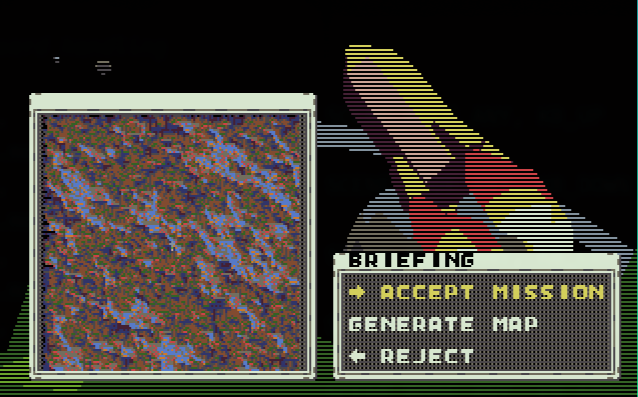 BRIEFING
→ ACCEPT MISSION
GENERATE MAP
← REJECT